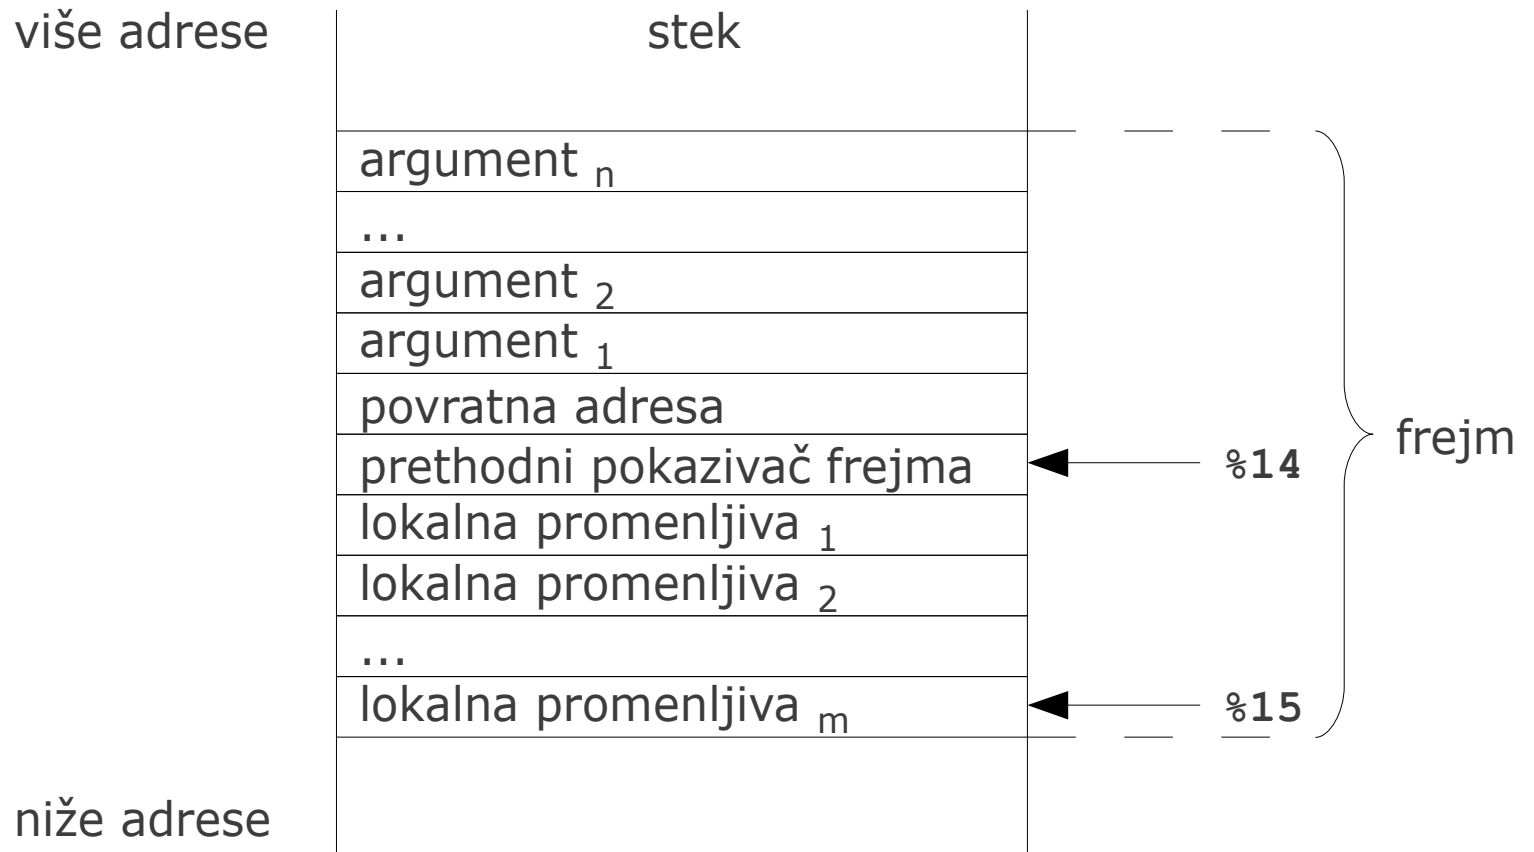 više adrese stek
argument n
...
argument 2
argument 1
povratna adresa
prethodni pokazivač frejma %14 frejm
lokalna promenljiva 1
lokalna promenljiva 2
...
lokalna promenljiva m %15
niže adrese